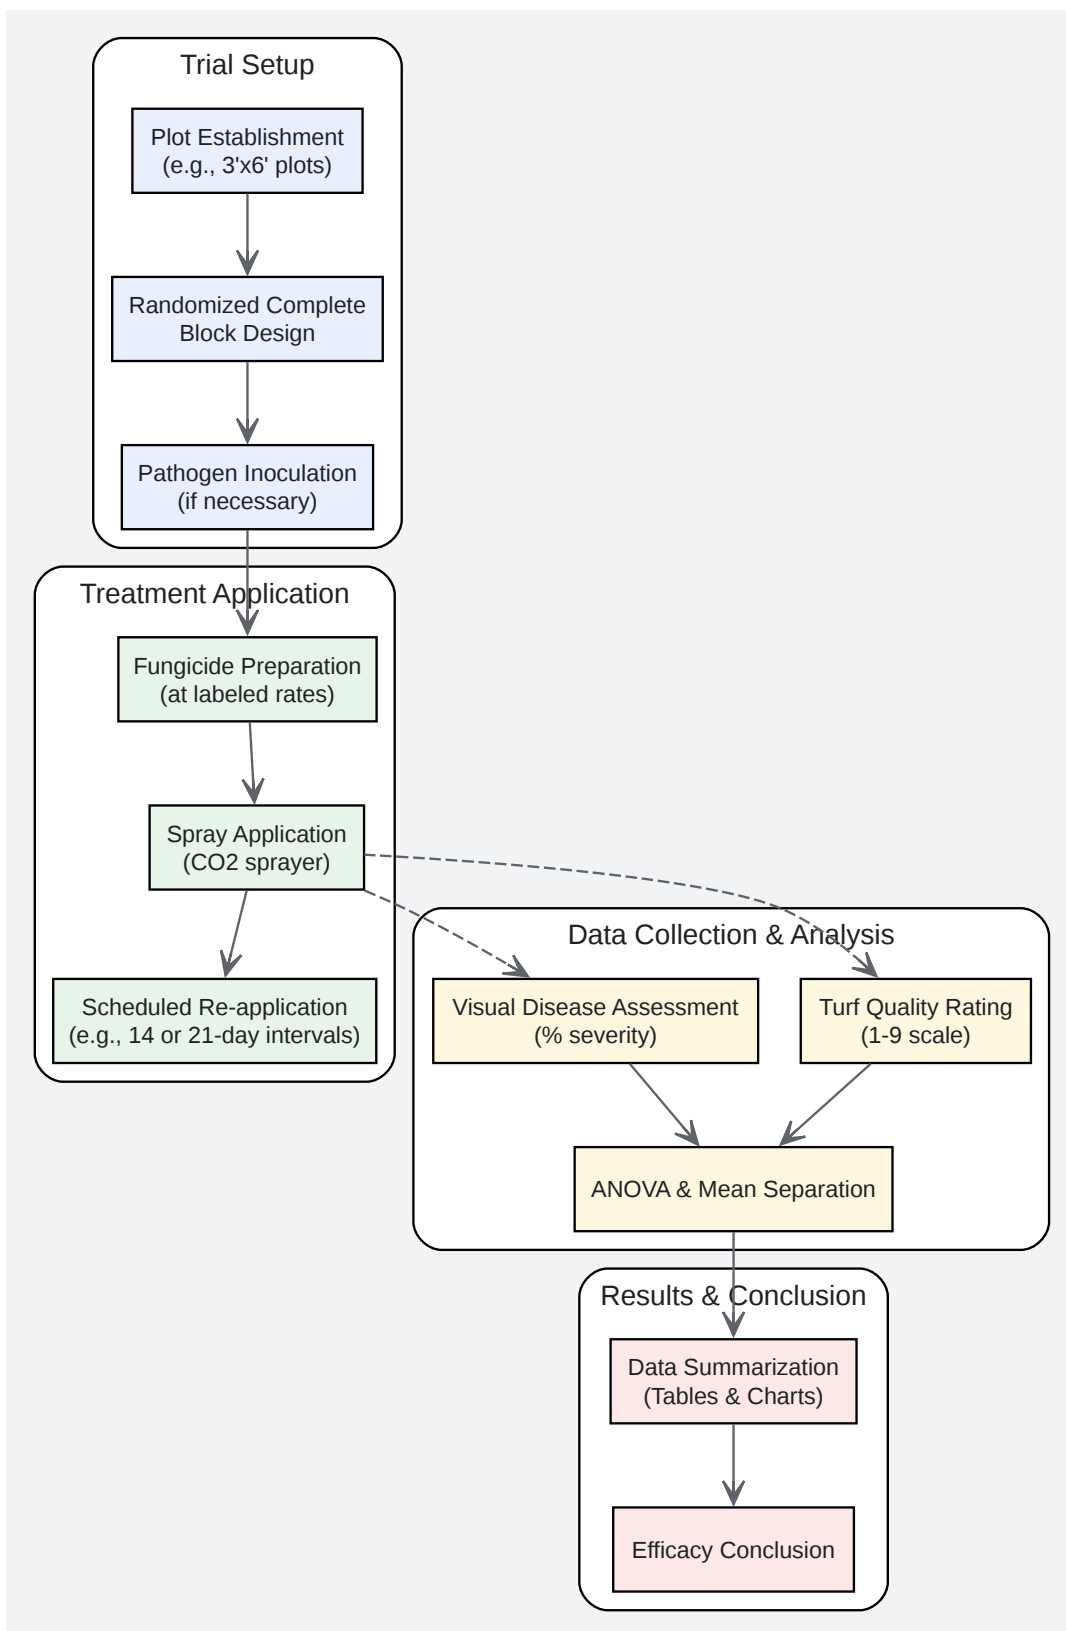 Trial Setup
Plot Establishment
(e.g., 3'x6' plots)
Randomized Complete
Block Design
Pathogen Inoculation
(if necessary)
Treatment Application
Fungicide Preparation
(at labeled rates)
Spray Application
(CO2 sprayer)
Scheduled Re-application
(e.g., 14 or 21-day intervals)
Data Collection & Analysis
Visual Disease Assessment
(% severity)
Turf Quality Rating
(1-9 scale)
ANOVA & Mean Separation
Results & Conclusion
Data Summarization
(Tables & Charts)
Efficacy Conclusion